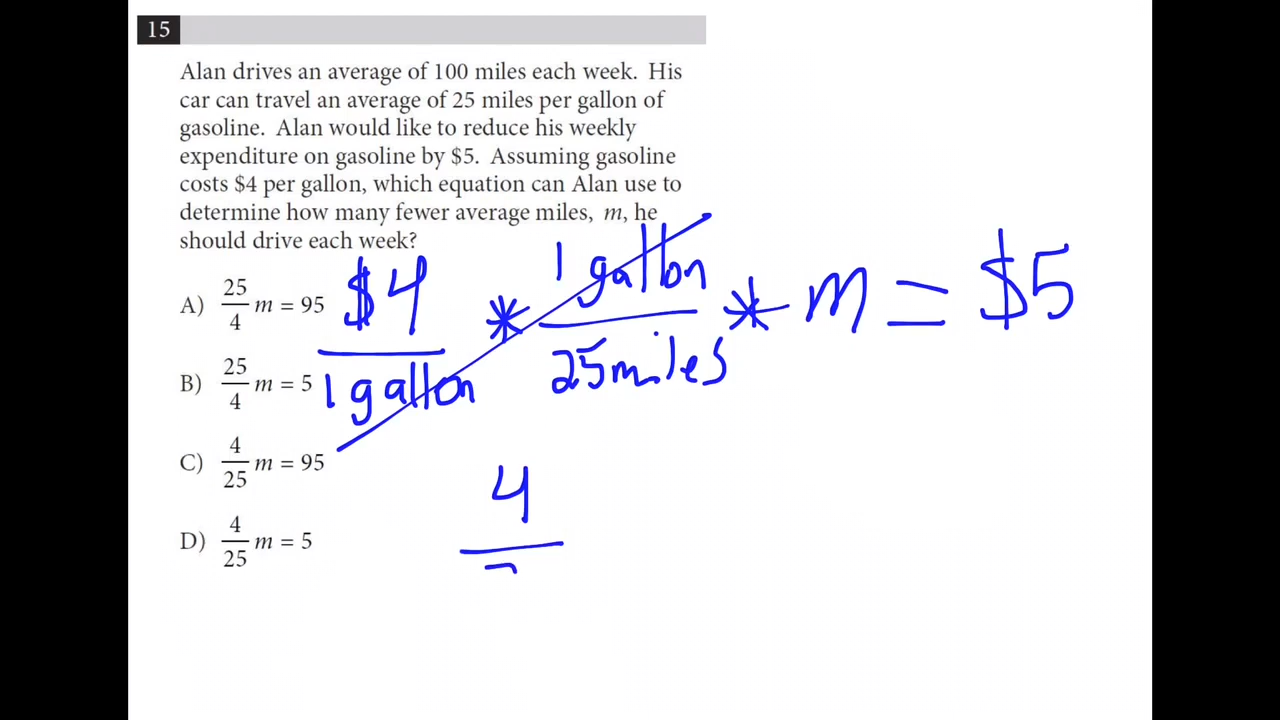 15
Alan drives an average of 100 miles each week. His
car can travel an average of 25 miles per gallon of
gasoline. Alan would like to reduce his weekly
expenditure on gasoline by $5. Assuming gasoline
costs $4 per gallon, which equation can Alan use to
determine how many fewer average miles, m, he
should drive each week?
A) 25/4 m = 95
B) 25/4 m = 5
C) 4/25 m = 95
D) 4/25 m = 5
$4/1 gallon * 1 gallon/25 miles * m = $5
4